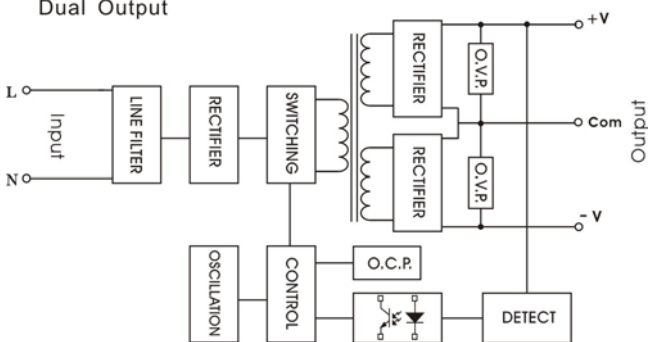 Dual Output
+V
L
Input
N
LINE FILTER
RECTIFIER
SWITCHING
RECTIFIER
RECTIFIER
O.V.P.
O.V.P.
Com
Output
- V
OSCILLATION
CONTROL
O.C.P.
DETECT